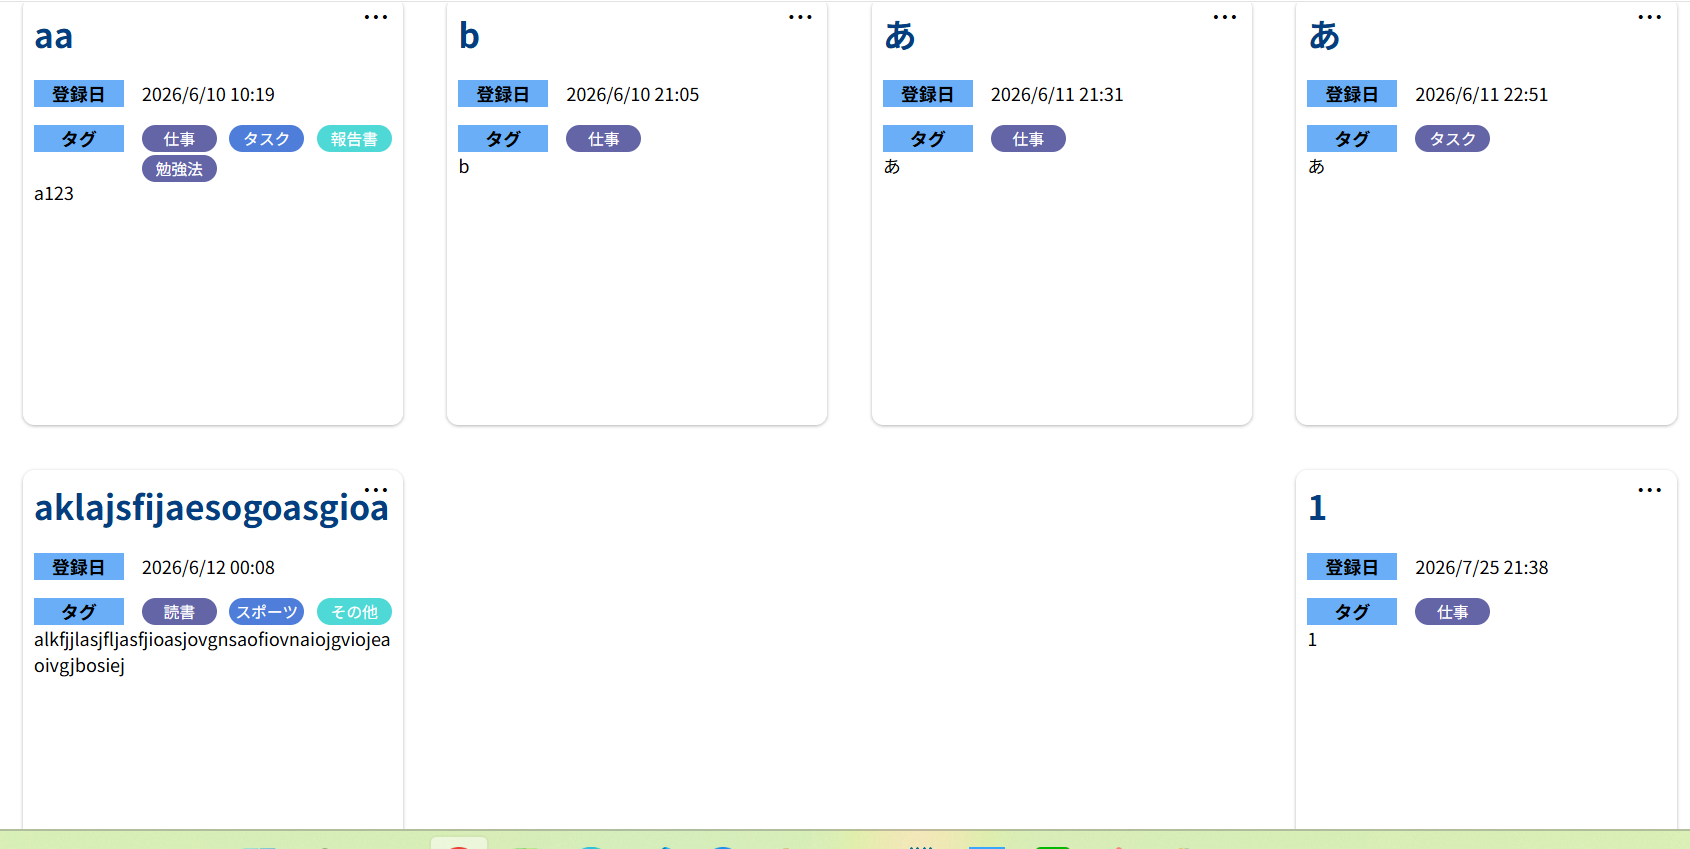 aa
登録日 2026/6/10 10:19
タグ 仕事 タスク 報告書
勉強法
a123
b
登録日 2026/6/10 21:05
タグ 仕事
b
あ
登録日 2026/6/11 21:31
タグ 仕事
あ
あ
登録日 2026/6/11 22:51
タグ タスク
あ
aklajsfijaesogoasgioa
登録日 2026/6/12 00:08
タグ 読書 スポーツ その他
alkfjjlasjfljasfjioasjovgnsaofiovnaiojgviojea
oivgjbosiej
1
登録日 2026/7/25 21:38
タグ 仕事
1